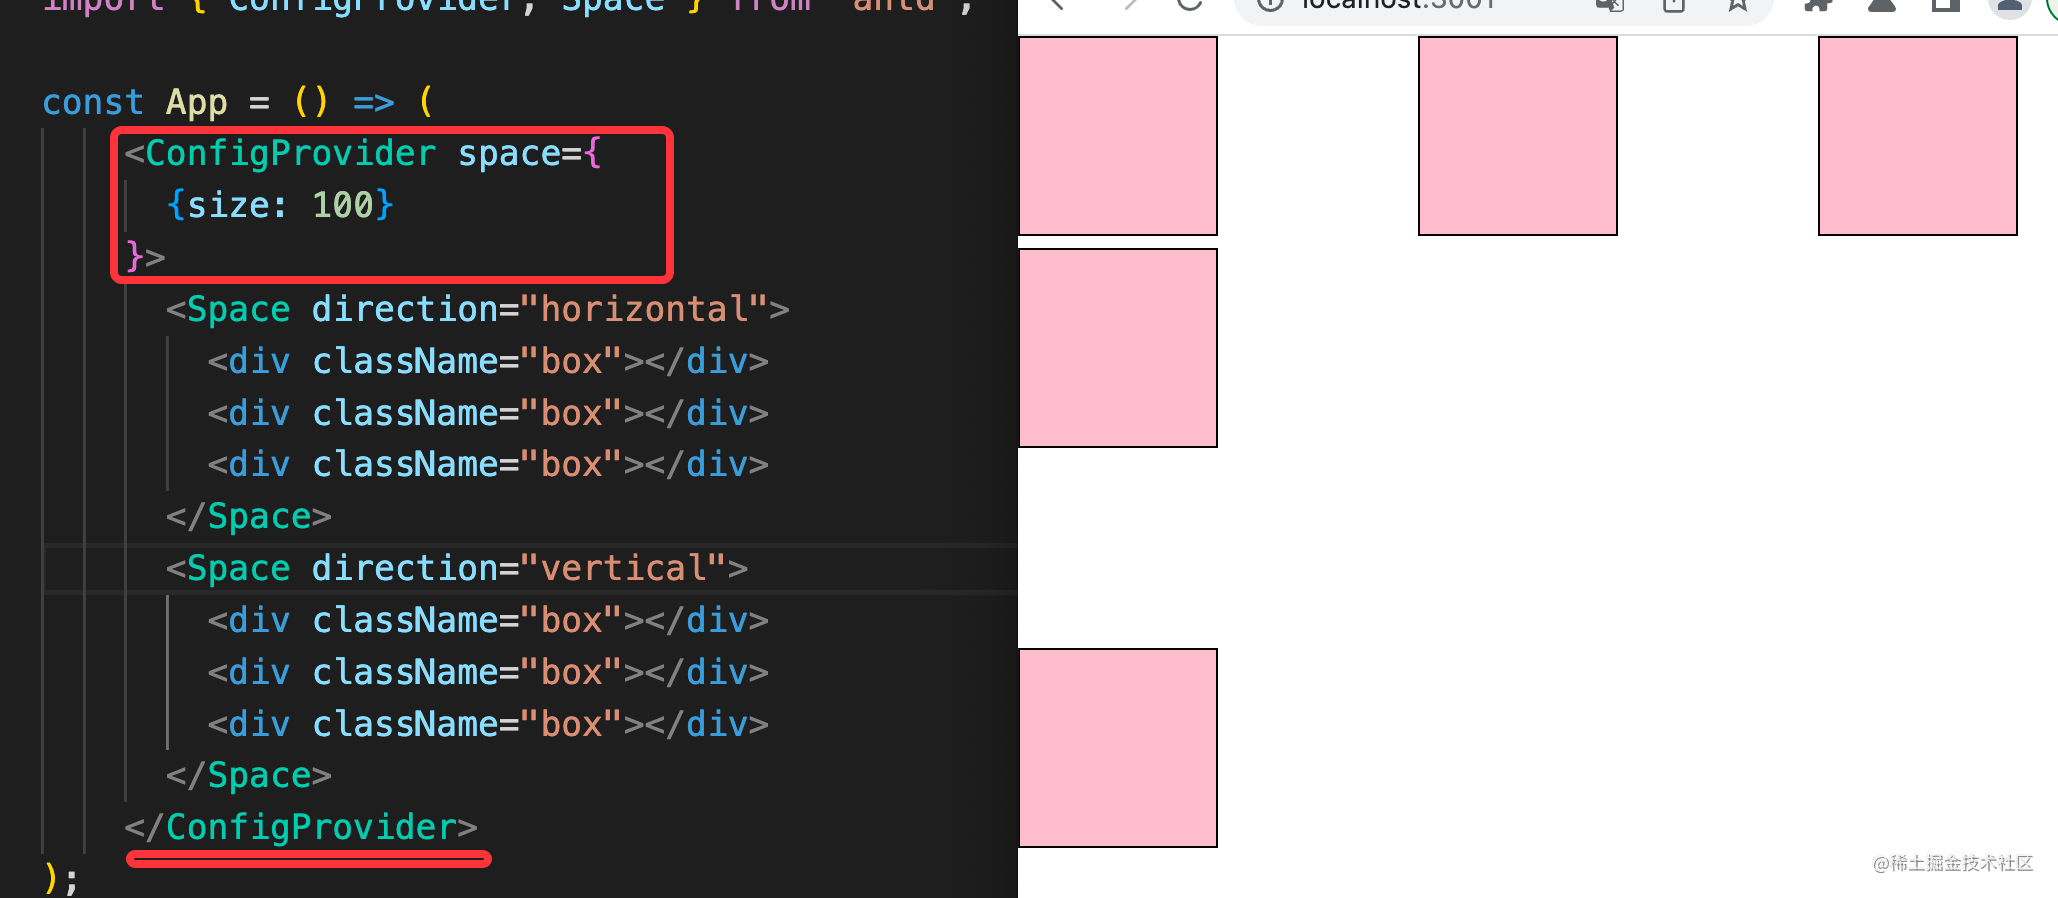 import { ConfigProvider, Space } from 'antd';
const App = () => (
<ConfigProvider space={
{size: 100}
}>
<Space direction="horizontal">
<div className="box"></div>
<div className="box"></div>
<div className="box"></div>
</Space>
<Space direction="vertical">
<div className="box"></div>
<div className="box"></div>
<div className="box"></div>
</Space>
</ConfigProvider>
);
localhost:3001
@稀土掘金技术社区